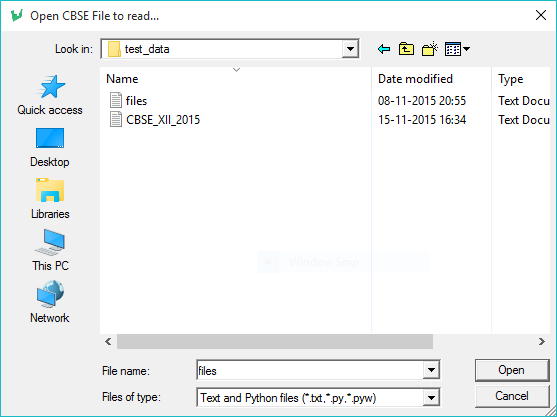 Open CBSE File to read...
Look in: test_data
Name Date modified Type
files 08-11-2015 20:55 Text Docu
CBSE_XII_2015 15-11-2015 16:34 Text Docu
Quick access
Desktop
Libraries
This PC
Network
Window Snip
File name: files Open
Files of type: Text and Python files (*.txt,*.py,*.pyw) Cancel